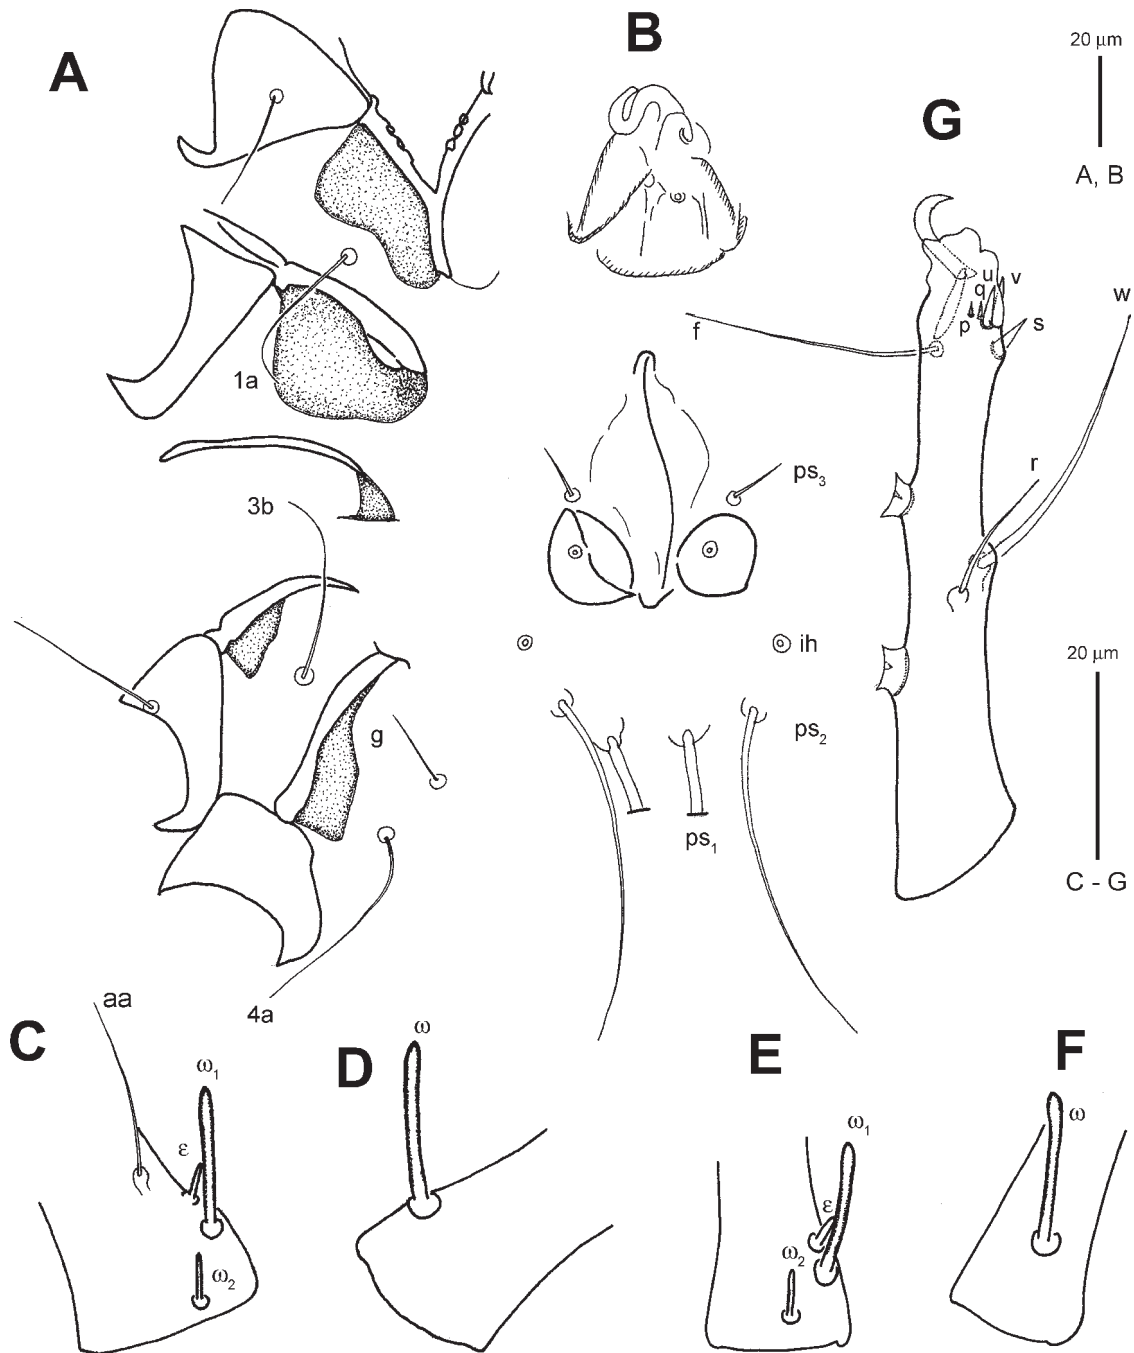 A
B
20 µm
A, B
G
u
v
q
p
s
w
f
1a
r
ps3
3b
ih
g
ps2
ps1
20 µm
C - G
4a
aa
C
ω1
ε
ω2
D
ω
E
ω1
ε
ω2
F
ω